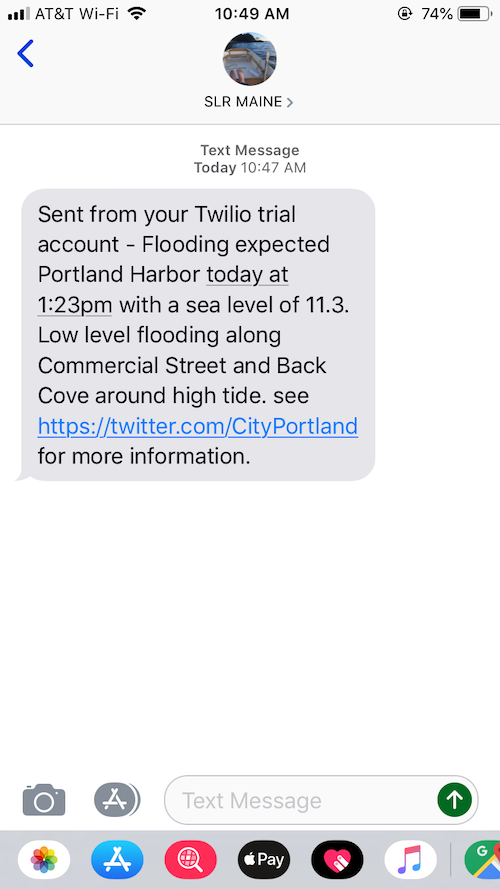 AT&T Wi-Fi 10:49 AM 74%
SLR MAINE
Text Message
Today 10:47 AM
Sent from your Twilio trial
account - Flooding expected
Portland Harbor today at
1:23pm with a sea level of 11.3.
Low level flooding along
Commercial Street and Back
Cove around high tide. see
https://twitter.com/CityPortland
for more information.
Text Message
Pay
G